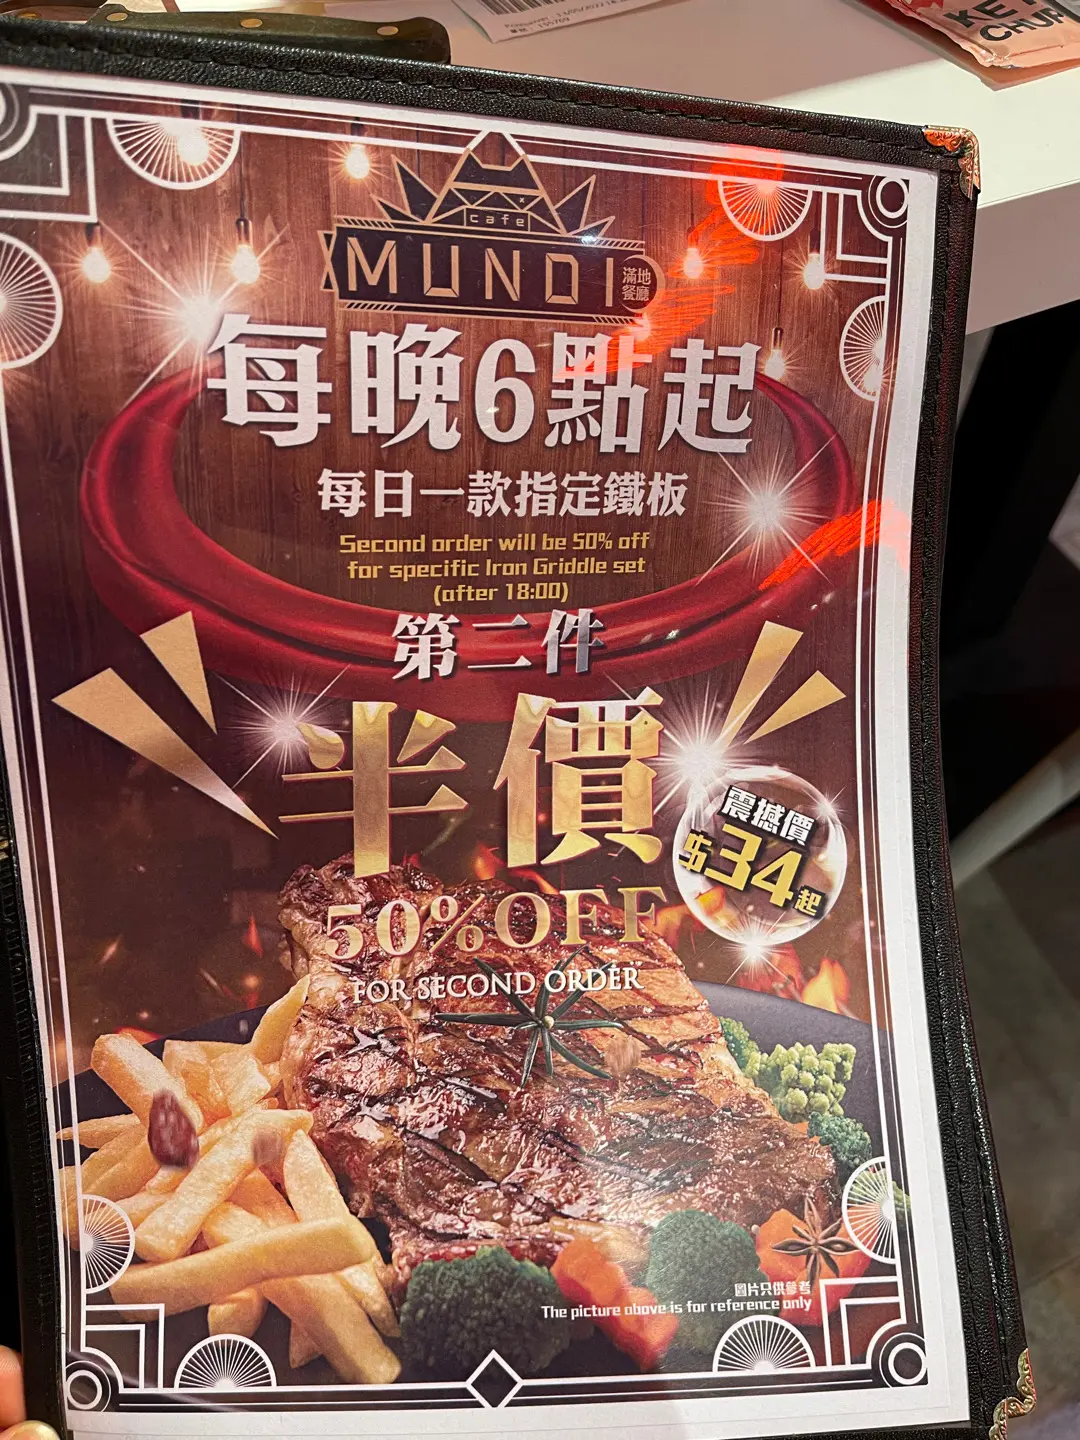 KETCHUP
cafe
MUNDI
滿地
餐廳
每晚6點起
每日一款指定鐵板
Second order will be 50% off
for specific Iron Griddle set
(after 18:00)
第二件
半價
震撼價
$34起
50%OFF
FOR SECOND ORDER
圖片只供參考
The picture above is for reference only